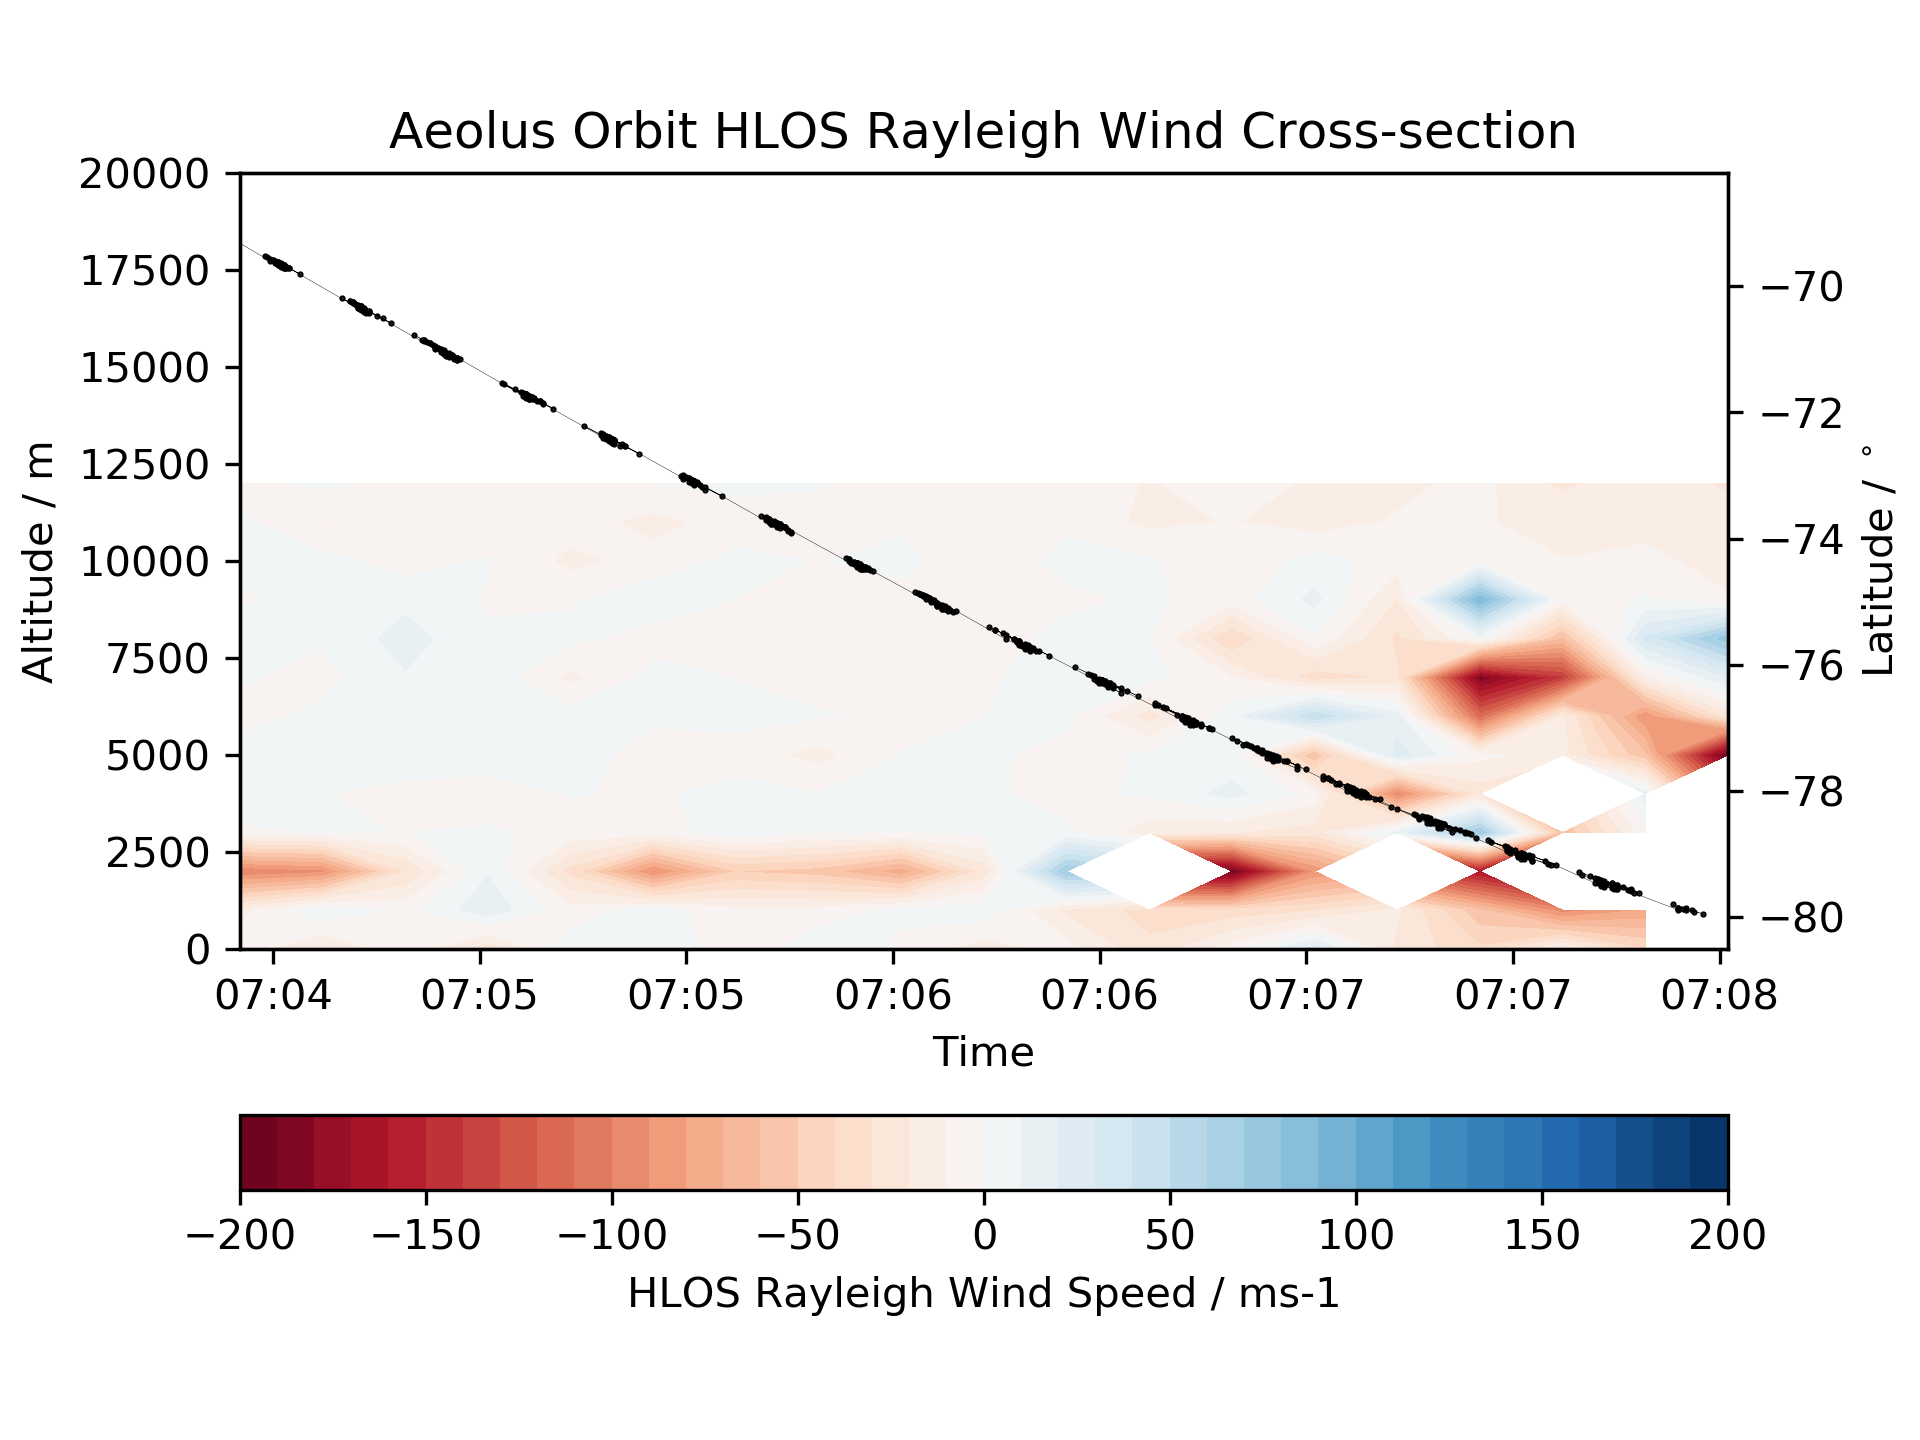 Aeolus Orbit HLOS Rayleigh Wind Cross-section
20000
17500
15000
12500
10000
7500
5000
2500
0
Altitude / m
−70
−72
−74
−76
−78
−80
Latitude / °
07:04 07:05 07:05 07:06 07:06 07:07 07:07 07:08
Time
−200 −150 −100 −50 0 50 100 150 200
HLOS Rayleigh Wind Speed / ms-1